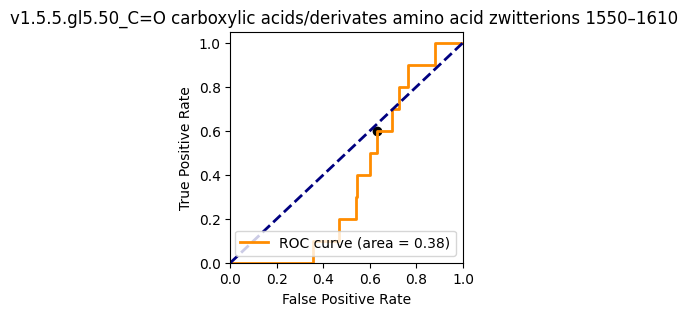 v1.5.5.gl5.50_C=O carboxylic acids/derivates amino acid zwitterions 1550–1610
1.0
0.8
0.6
0.4
0.2
0.0
True Positive Rate
ROC curve (area = 0.38)
0.0 0.2 0.4 0.6 0.8 1.0
False Positive Rate